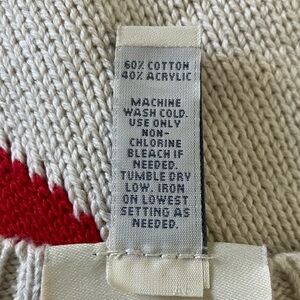 60% COTTON
40% ACRYLIC
MACHINE
WASH COLD.
USE ONLY
NON-
CHLORINE
BLEACH IF
NEEDED.
TUMBLE DRY
LOW. IRON
ON LOWEST
SETTING AS
NEEDED.